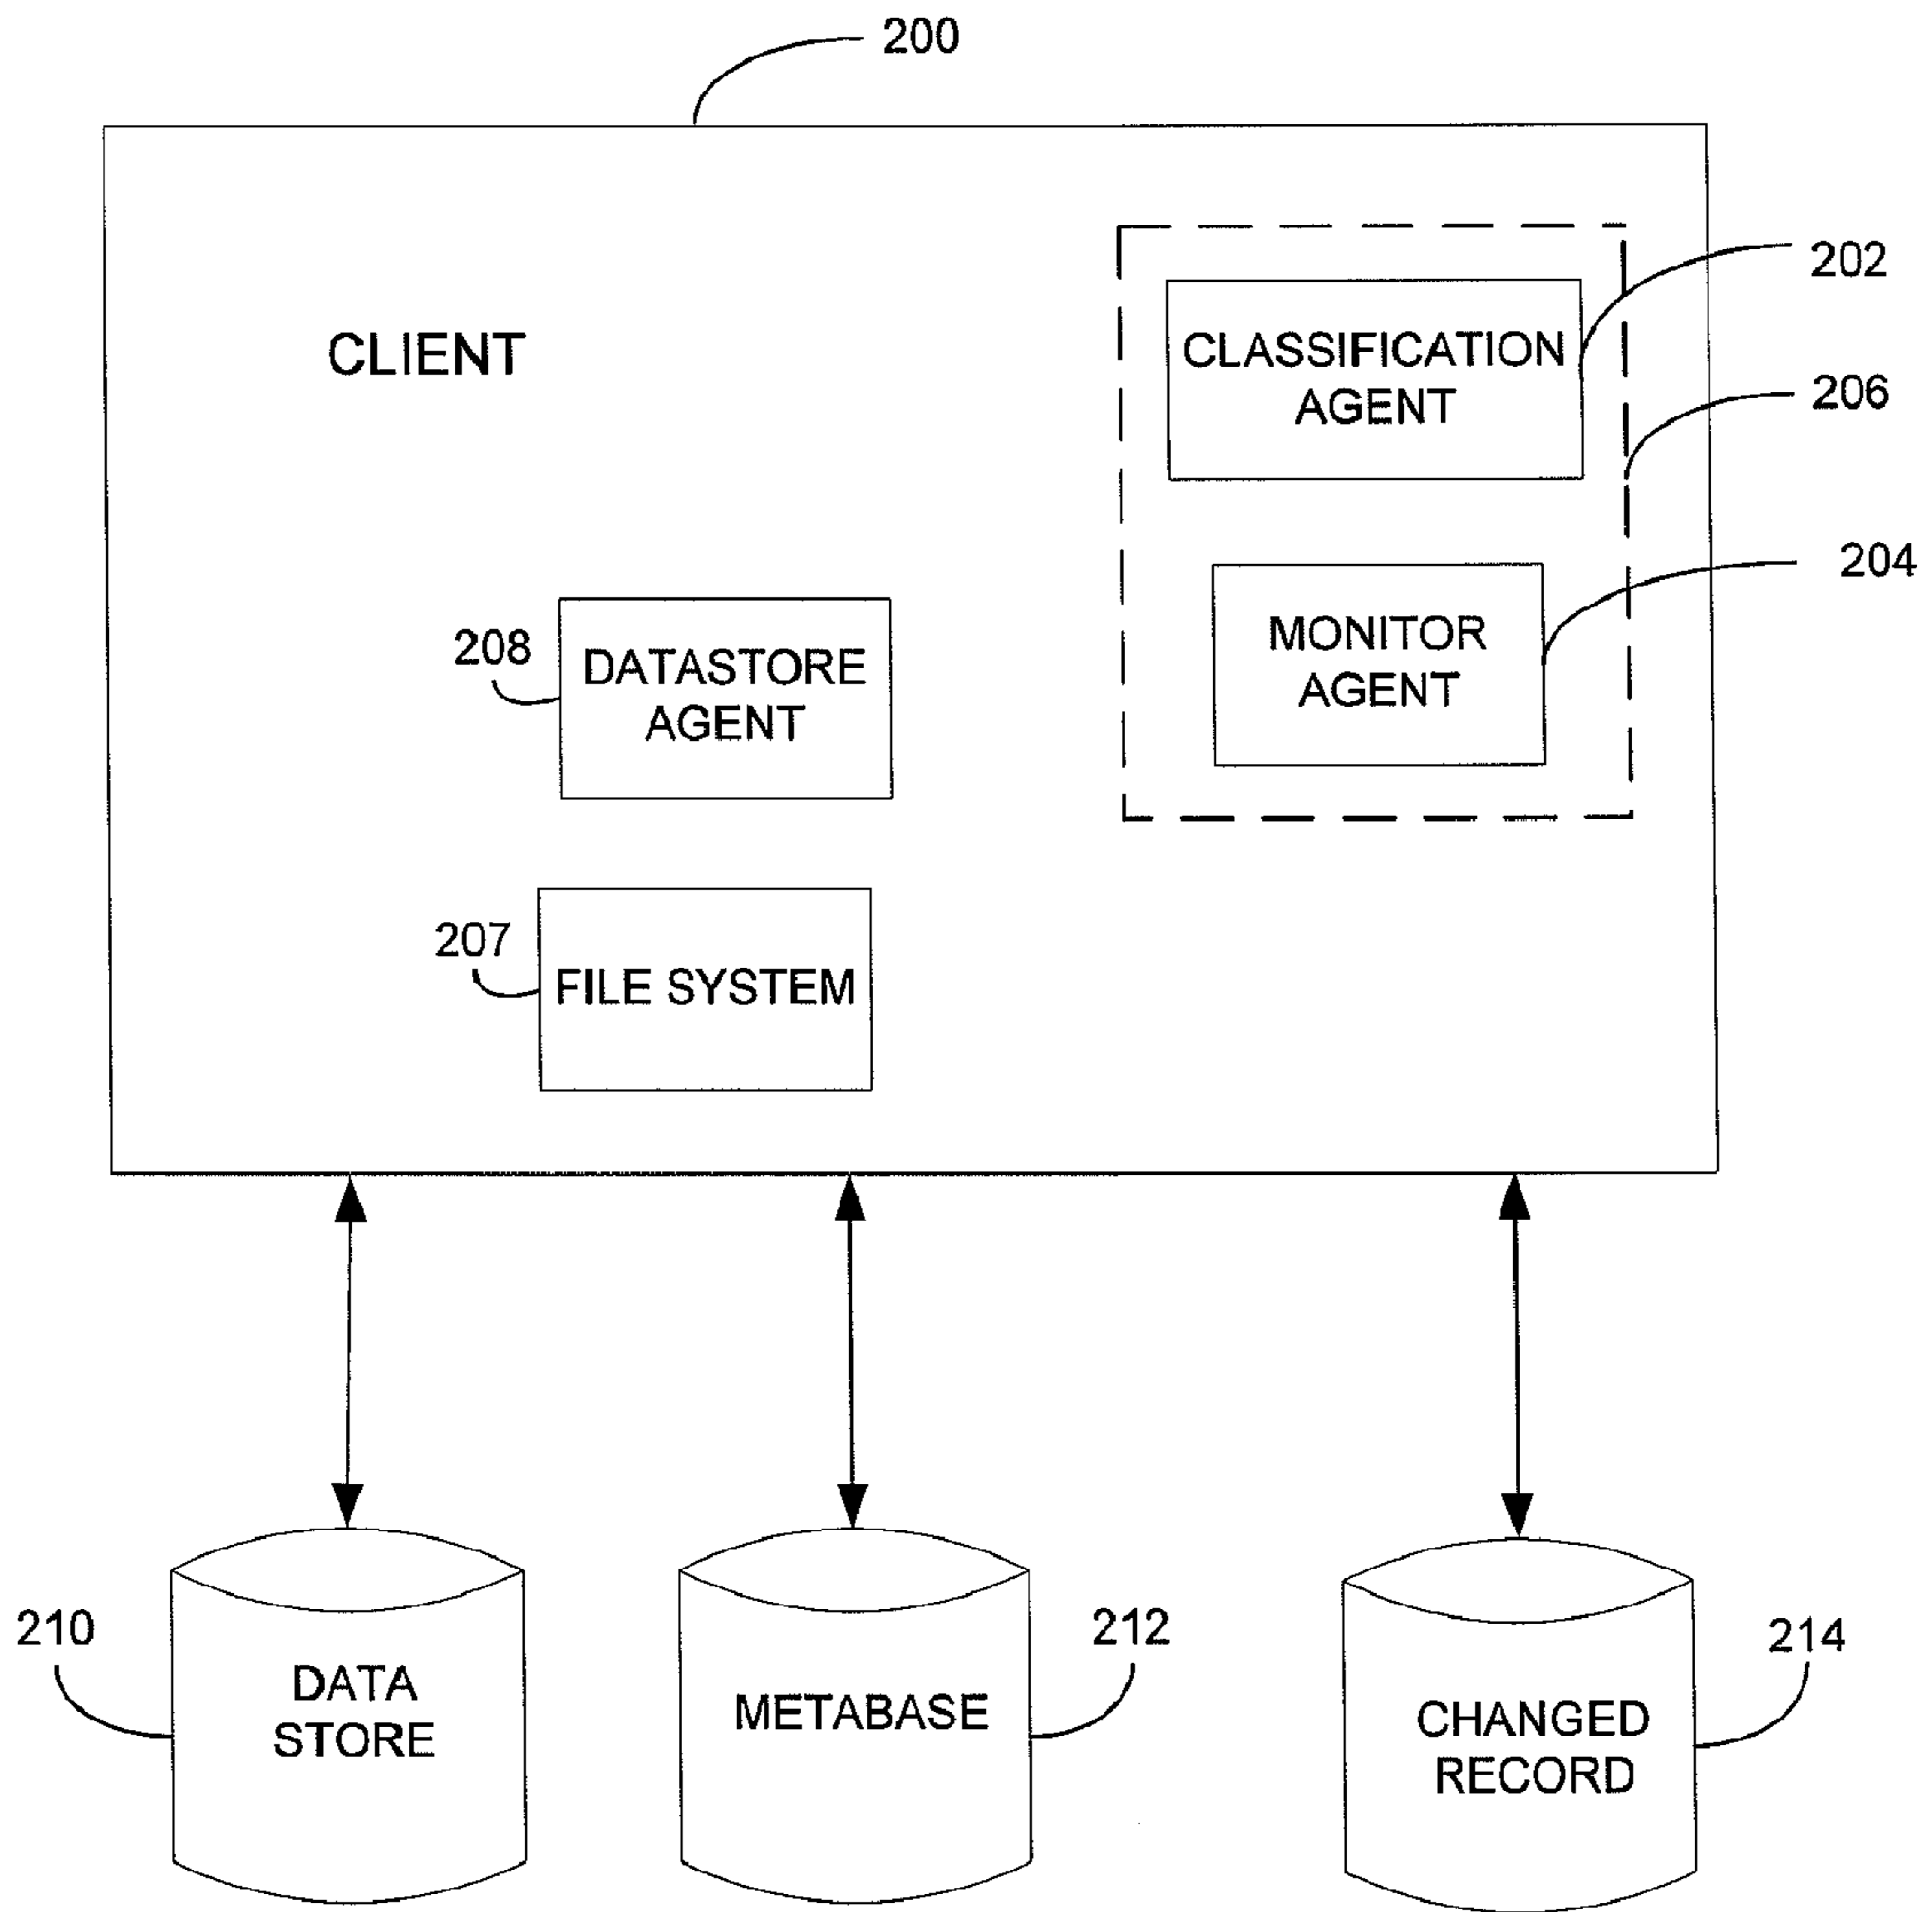 200
CLIENT
CLASSIFICATION
AGENT
202
206
MONITOR
AGENT
204
208
DATASTORE
AGENT
207
FILE SYSTEM
210
DATA
STORE
METABASE
212
CHANGED
RECORD
214